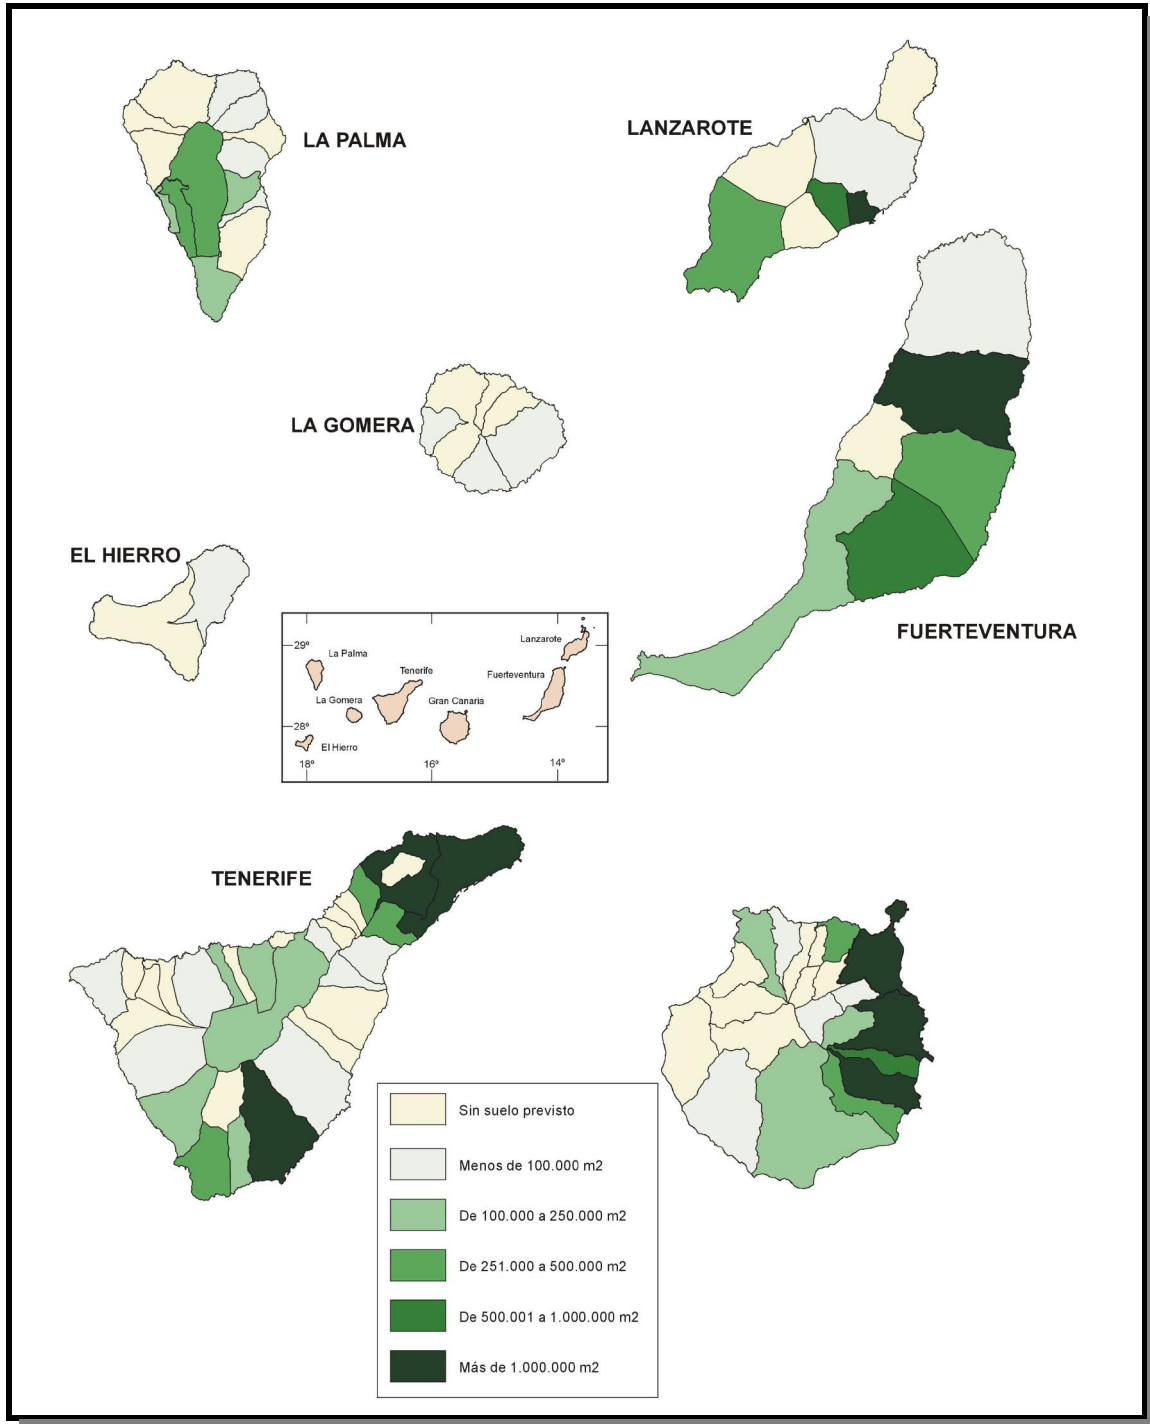 LA PALMA
LANZAROTE
LA GOMERA
EL HIERRO
FUERTEVENTURA
Lanzarote
29º
La Palma
Tenerife
Fuerteventura
La Gomera
Gran Canaria
28º
El Hierro
18º
16º
14º
TENERIFE
Sin suelo previsto
Menos de 100.000 m2
De 100.000 a 250.000 m2
De 251.000 a 500.000 m2
De 500.001 a 1.000.000 m2
Más de 1.000.000 m2